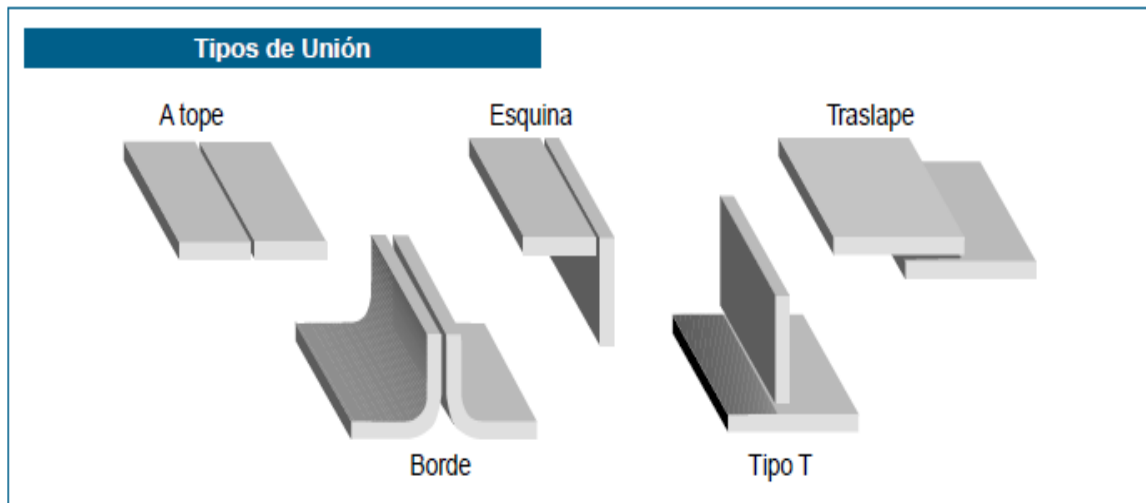 Tipos de Unión
A tope
Esquina
Traslape
Borde
Tipo T